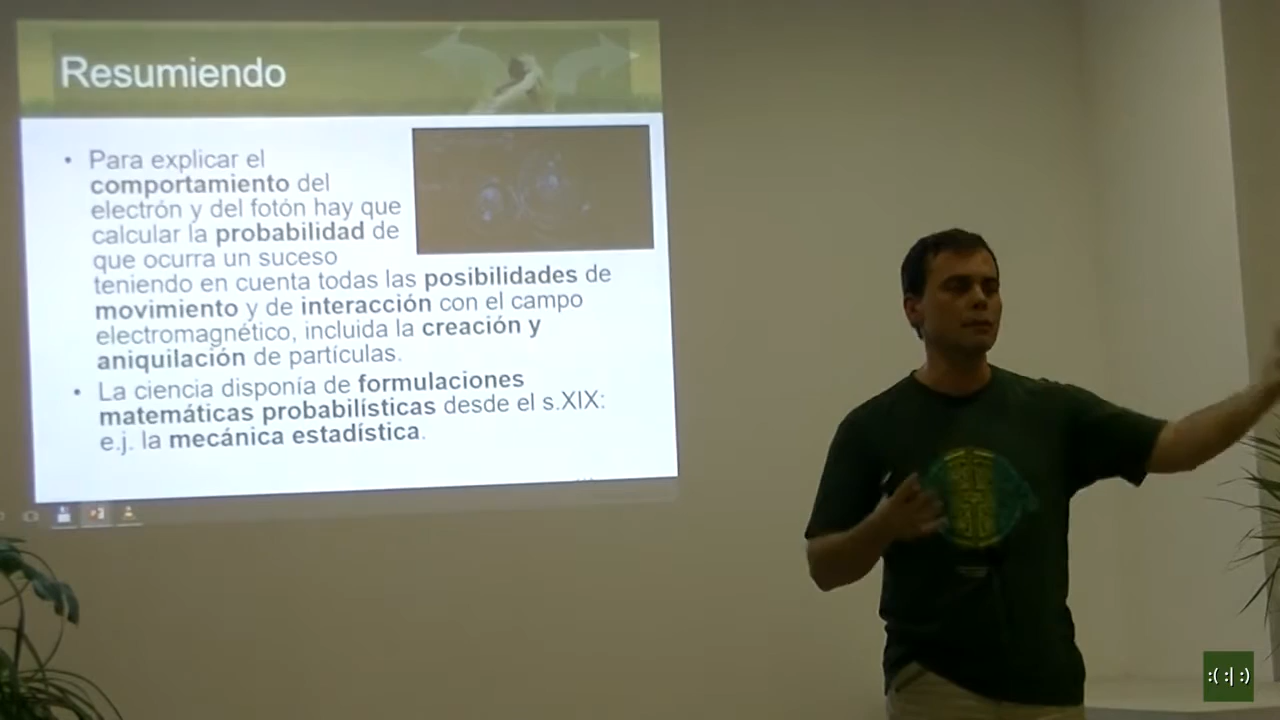 Resumiendo
• Para explicar el
comportamiento del
electrón y del fotón hay que
calcular la probabilidad de
que ocurra un suceso
teniendo en cuenta todas las posibilidades de
movimiento y de interacción con el campo
electromagnético, incluida la creación y
aniquilación de partículas.
• La ciencia disponía de formulaciones
matemáticas probabilísticas desde el s.XIX:
e.j. la mecánica estadística.
:( :| :)